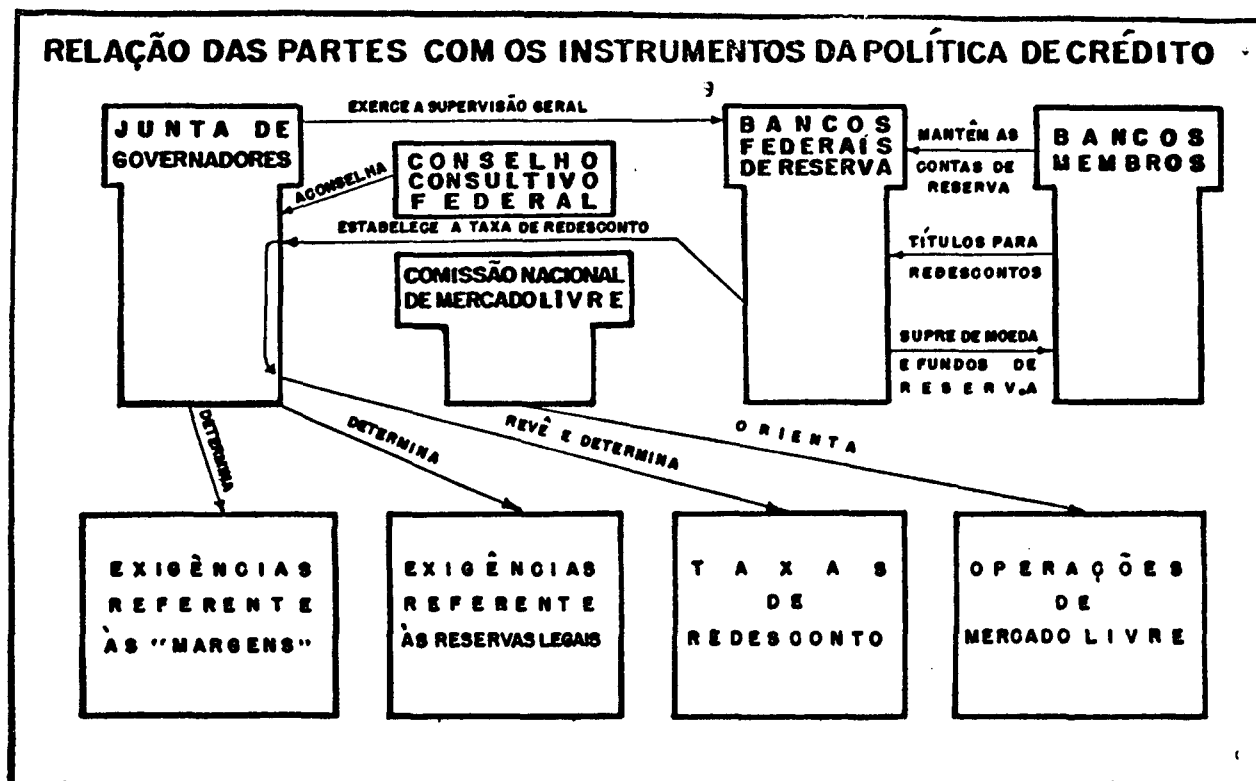 RELAÇÃO DAS PARTES COM OS INSTRUMENTOS DA POLÍTICA DE CRÉDITO
EXERCE A SUPERVISÃO GERAL
JUNTA DE
GOVERNADORES
ACONSELHA
CONSELHO
CONSULTIVO
FEDERAL
BANCOS
FEDERAIS
DE RESERVA
MANTÊM AS
CONTAS DE
RESERVA
BANCOS
MEMBROS
ESTABELECE A TAXA DE REDESCONTO
COMISSÃO NACIONAL
DE MERCADO LIVRE
TÍTULOS PARA
REDESCONTOS
SUPRE DE MOEDA
E FUNDOS DE
RESERVA
DETERMINA
DETERMINA
REVÊ E DETERMINA
ORIENTA
EXIGÊNCIAS
REFERENTE
ÀS "MARGENS"
EXIGÊNCIAS
REFERENTE
ÀS RESERVAS LEGAIS
TAXAS
DE
REDESCONTO
OPERAÇÕES
DE
MERCADO LIVRE